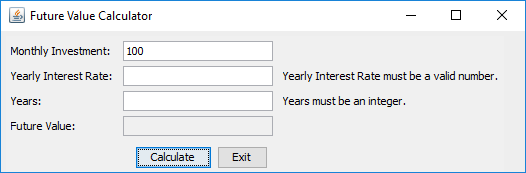 Future Value Calculator
Monthly Investment: 100
Yearly Interest Rate: Yearly Interest Rate must be a valid number.
Years: Years must be an integer.
Future Value:
Calculate Exit